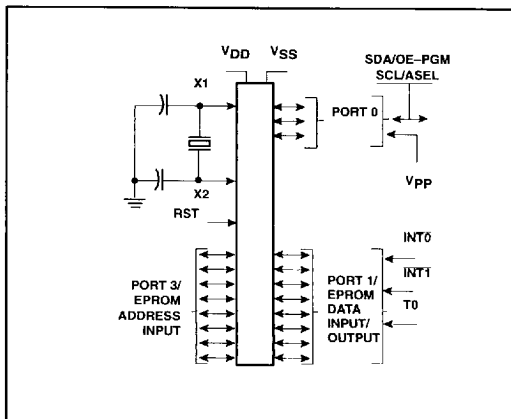 VDD
VSS
X1
X2
RST
PORT 0
SDA/OE–PGM
SCL/ASEL
VPP
PORT 3/
EPROM
ADDRESS
INPUT
PORT 1/
EPROM
DATA
INPUT/
OUTPUT
INT0
INT1
T0